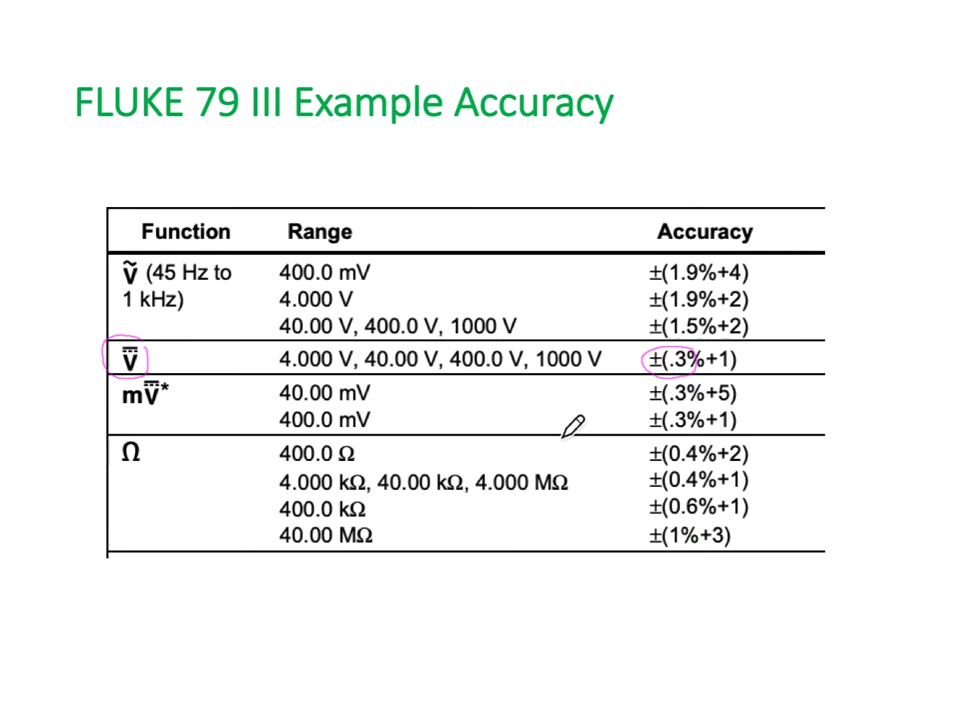 FLUKE 79 III Example Accuracy
Function Range Accuracy
Ṽ (45 Hz to 400.0 mV ±(1.9%+4)
1 kHz) 4.000 V ±(1.9%+2)
40.00 V, 400.0 V, 1000 V ±(1.5%+2)
V 4.000 V, 40.00 V, 400.0 V, 1000 V ±(.3%+1)
mV* 40.00 mV ±(.3%+5)
400.0 mV ±(.3%+1)
Ω 400.0 Ω ±(0.4%+2)
4.000 kΩ, 40.00 kΩ, 4.000 MΩ ±(0.4%+1)
400.0 kΩ ±(0.6%+1)
40.00 MΩ ±(1%+3)